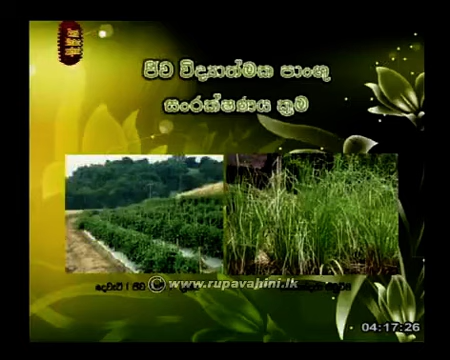 ජීව විද්‍යාත්මක පාංශු
සංරක්ෂණය ක්‍රම
© www.rupavahini.lk
04:17:26